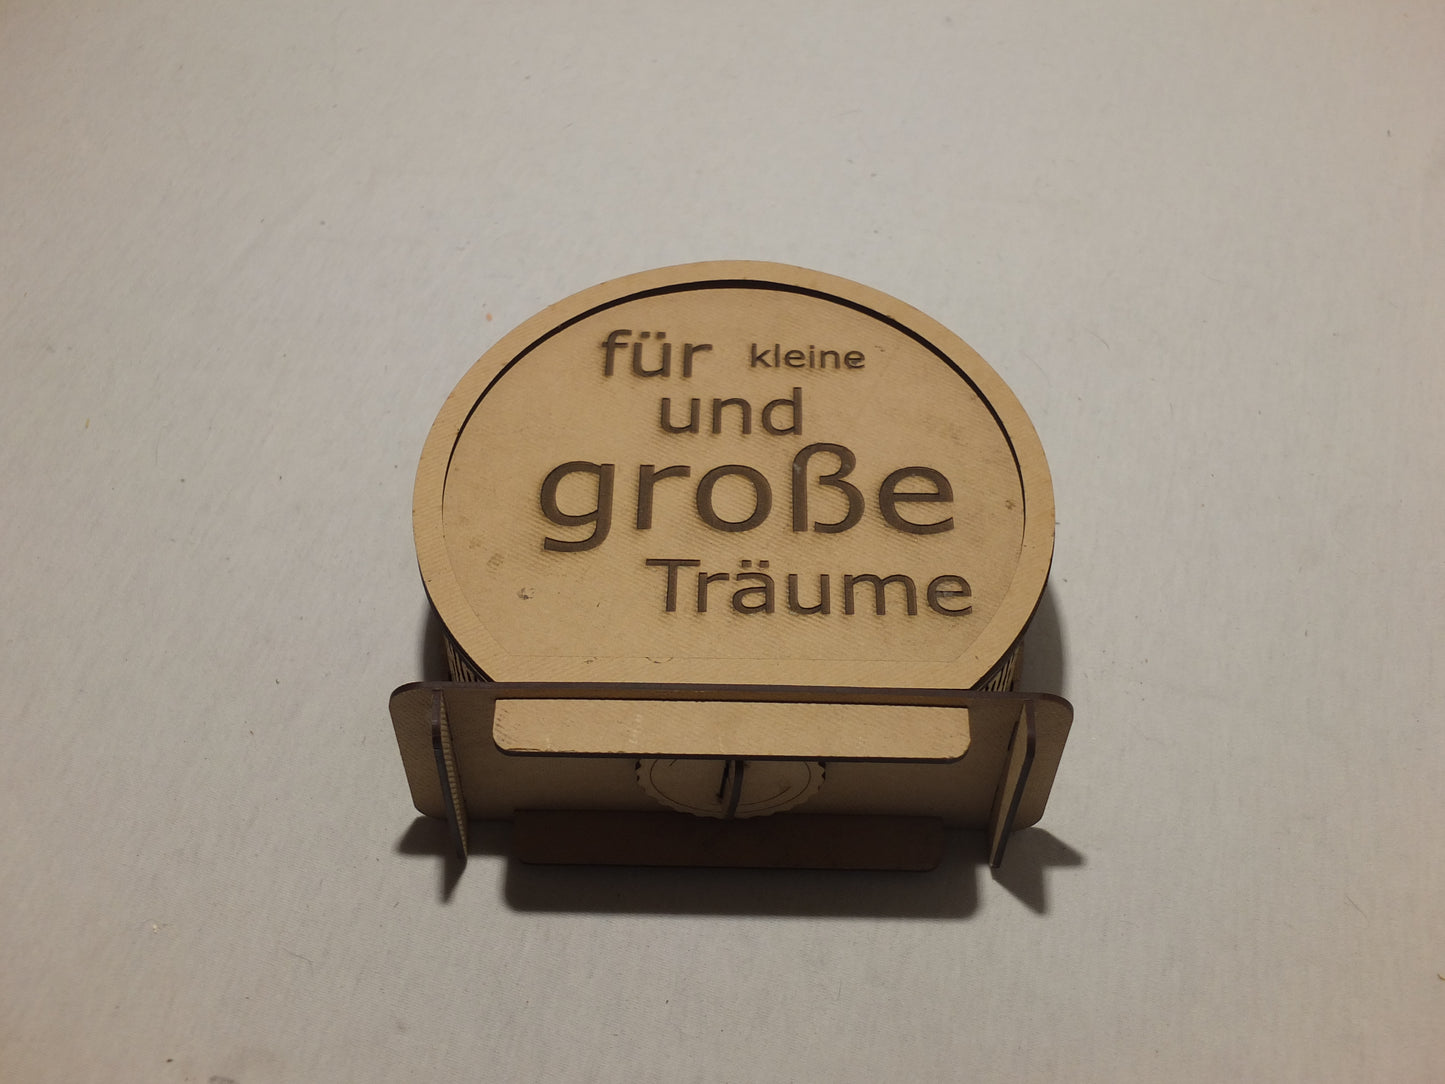 für kleine
und
große
Träume